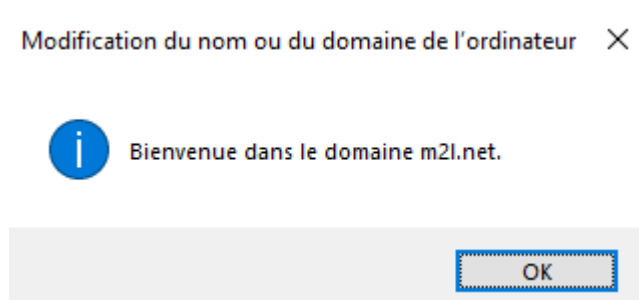 Modification du nom ou du domaine de l'ordinateur
Bienvenue dans le domaine m2l.net.
OK